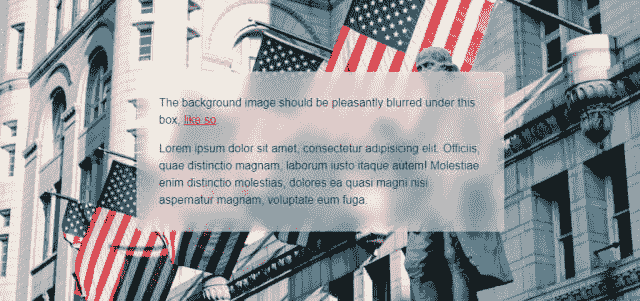 The background image should be pleasantly blurred under this
box, like so.
Lorem ipsum dolor sit amet, consectetur adipisicing elit. Officiis,
quae distinctio magnam, laborum iusto itaque autem! Molestiae
enim distinctio molestias, dolores ea quasi magni nisi
aspernatur magnam, voluptate eum fuga.